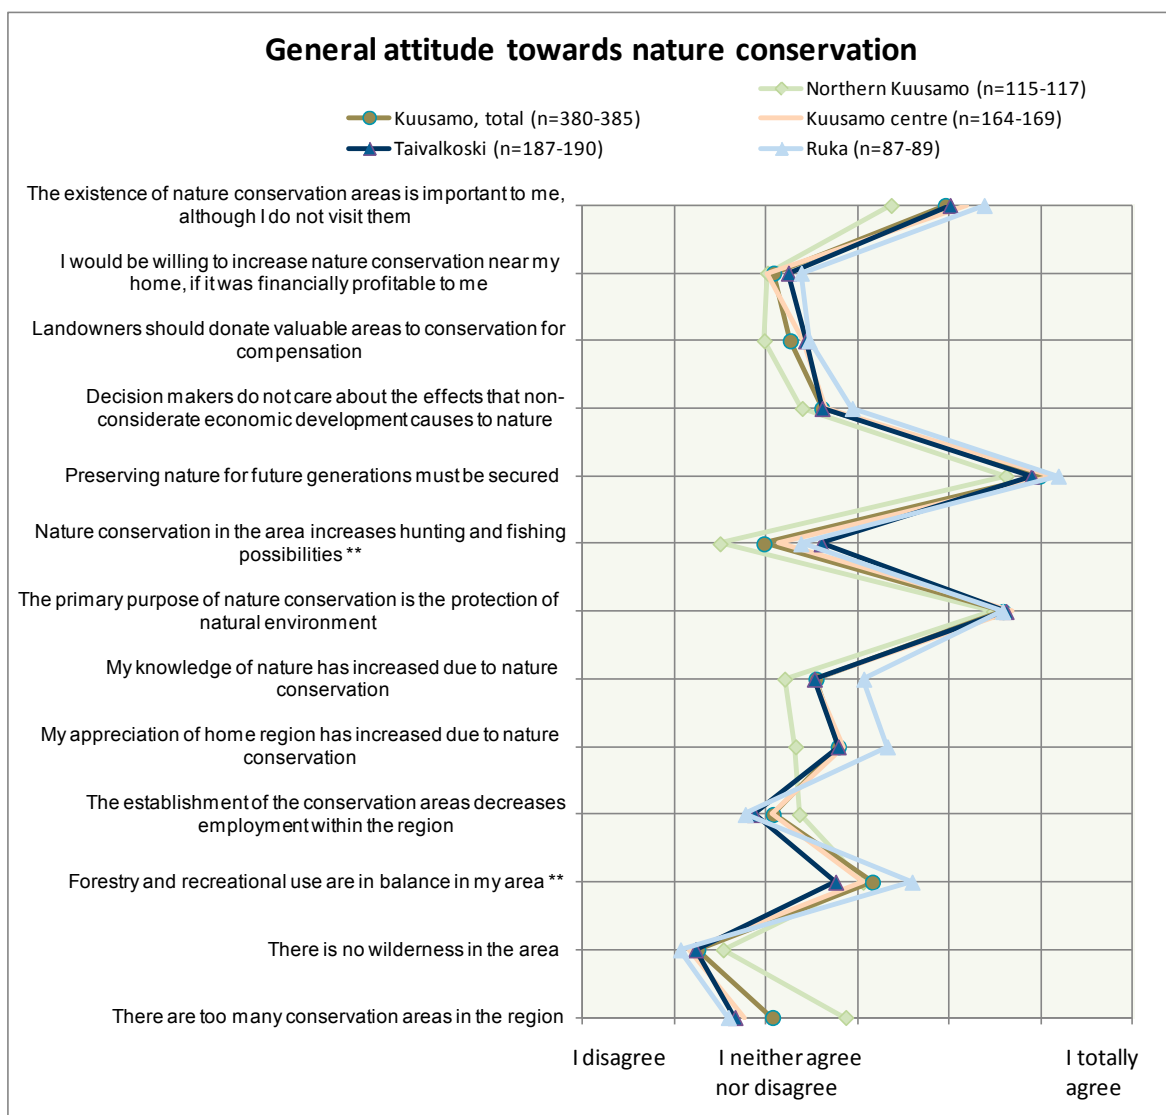 General attitude towards nature conservation
Northern Kuusamo (n=115-117)
Kuusamo, total (n=380-385)
Kuusamo centre (n=164-169)
Taivalkoski (n=187-190)
Ruka (n=87-89)
The existence of nature conservation areas is important to me,
although I do not visit them
I would be willing to increase nature conservation near my
home, if it was financially profitable to me
Landowners should donate valuable areas to conservation for
compensation
Decision makers do not care about the effects that non-
considerate economic development causes to nature
Preserving nature for future generations must be secured
Nature conservation in the area increases hunting and fishing
possibilities **
The primary purpose of nature conservation is the protection of
natural environment
My knowledge of nature has increased due to nature
conservation
My appreciation of home region has increased due to nature
conservation
The establishment of the conservation areas decreases
employment within the region
Forestry and recreational use are in balance in my area **
There is no wilderness in the area
There are too many conservation areas in the region
I disagree
I neither agree
nor disagree
I totally
agree